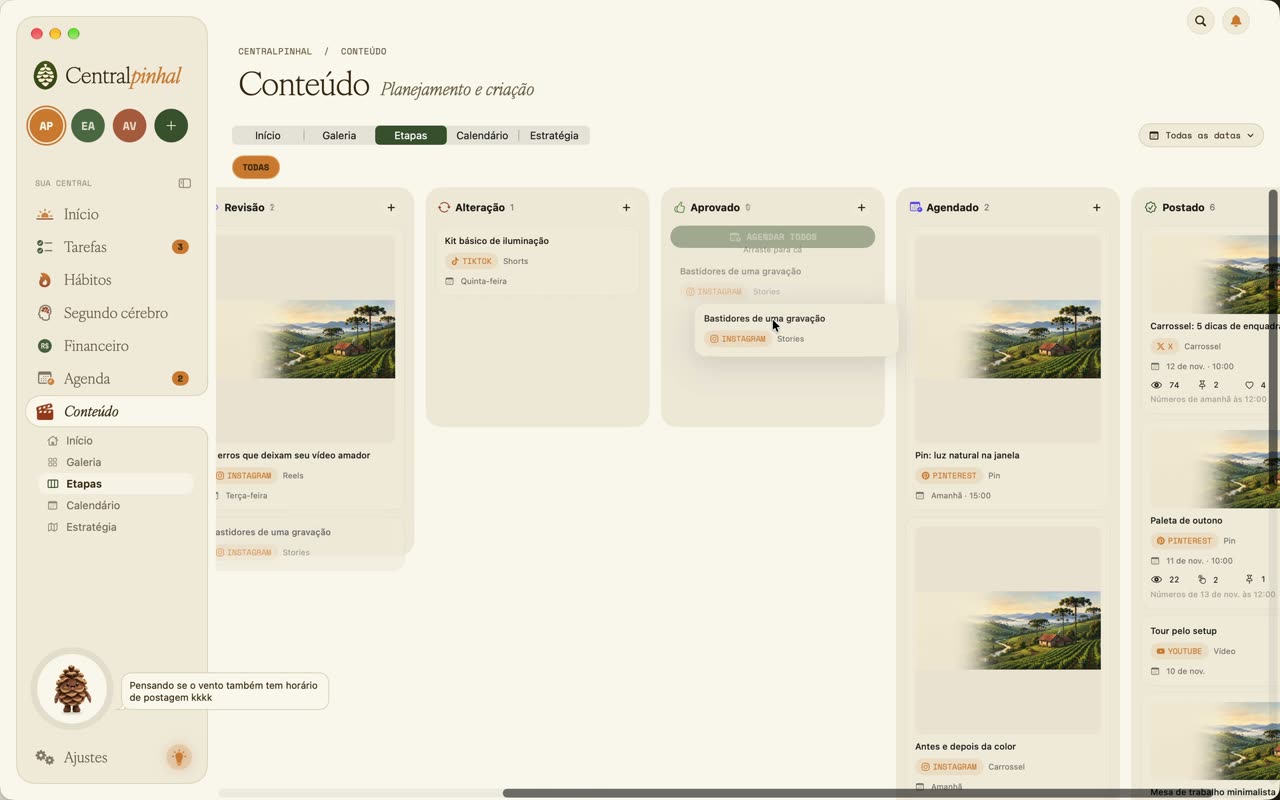 Centralpinhal
AP
EA
AV
SUA CENTRAL
Início
Tarefas
3
Hábitos
Segundo cérebro
Financeiro
Agenda
2
Conteúdo
Início
Galeria
Etapas
Calendário
Estratégia
Pensando se o vento também tem horário
de postagem kkkk
Ajustes
CENTRALPINHAL / CONTEÚDO
Conteúdo Planejamento e criação
Início
Galeria
Etapas
Calendário
Estratégia
Todas as datas
TODAS
Revisão
erros que deixam seu vídeo amador
INSTAGRAM Reels
Terça-feira
astidores de uma gravação
INSTAGRAM Stories
Alteração 1
Kit básico de iluminação
TIKTOK Shorts
Quinta-feira
Aprovado
AGENDAR TODOS
Arraste para cá
Bastidores de uma gravação
INSTAGRAM Stories
Bastidores de uma gravação
INSTAGRAM Stories
Agendado 2
Pin: luz natural na janela
PINTEREST Pin
Amanhã · 15:00
Antes e depois da color
INSTAGRAM Carrossel
Amanhã
Postado 6
Carrossel: 5 dicas de enquadra
X Carrossel
12 de nov. · 10:00
74 2 4
Números de amanhã às 12:00
Paleta de outono
PINTEREST Pin
11 de nov. · 10:00
22 2 1
Números de 13 de nov. às 12:00
Tour pelo setup
YOUTUBE Vídeo
10 de nov.
Mesa de trabalho minimalista